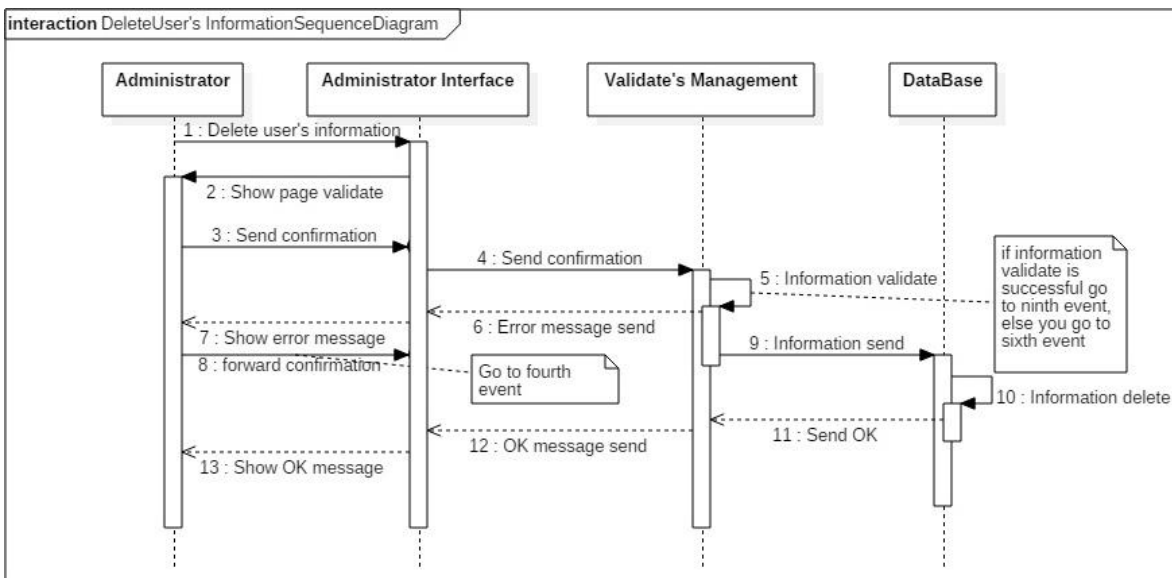 interaction DeleteUser's InformationSequenceDiagram
Administrator
Administrator Interface
Validate's Management
DataBase
1 : Delete user's information
2 : Show page validate
3 : Send confirmation
4 : Send confirmation
5 : Information validate
if information
validate is
successful go
to ninth event,
else you go to
sixth event
6 : Error message send
7 : Show error message
8 : forward confirmation
Go to fourth
event
9 : Information send
10 : Information delete
11 : Send OK
12 : OK message send
13 : Show OK message